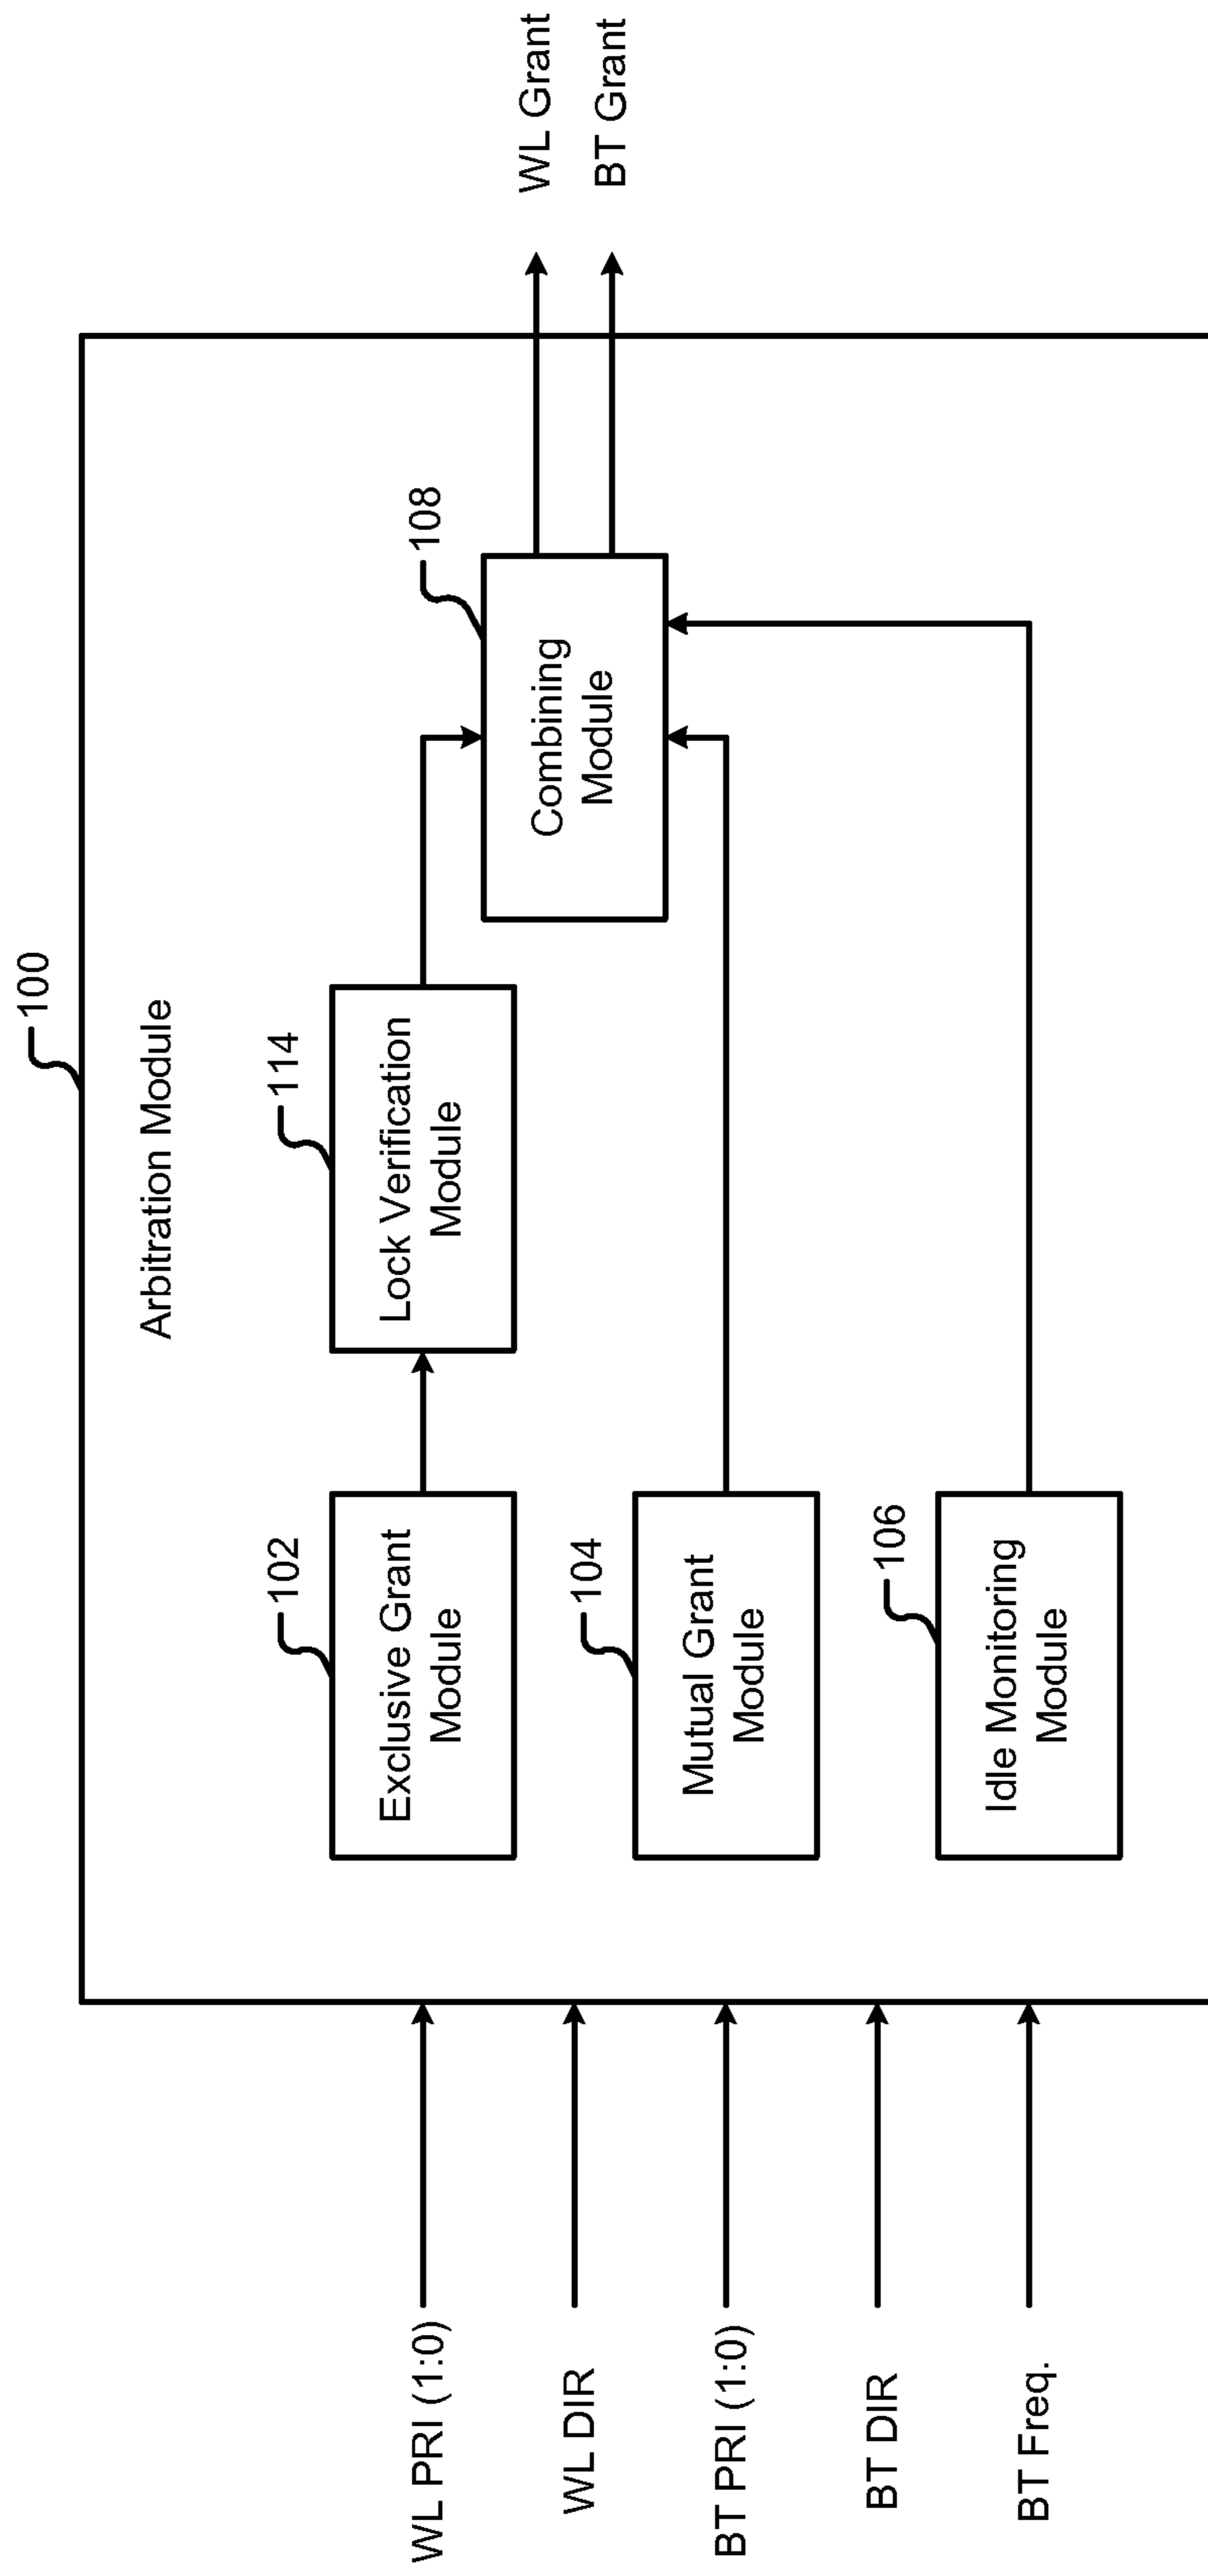 100
Arbitration Module
WL PRI (1:0)
WL DIR
BT PRI (1:0)
BT DIR
BT Freq.
102
Exclusive Grant
Module
114
Lock Verification
Module
104
Mutual Grant
Module
106
Idle Monitoring
Module
108
Combining
Module
WL Grant
BT Grant